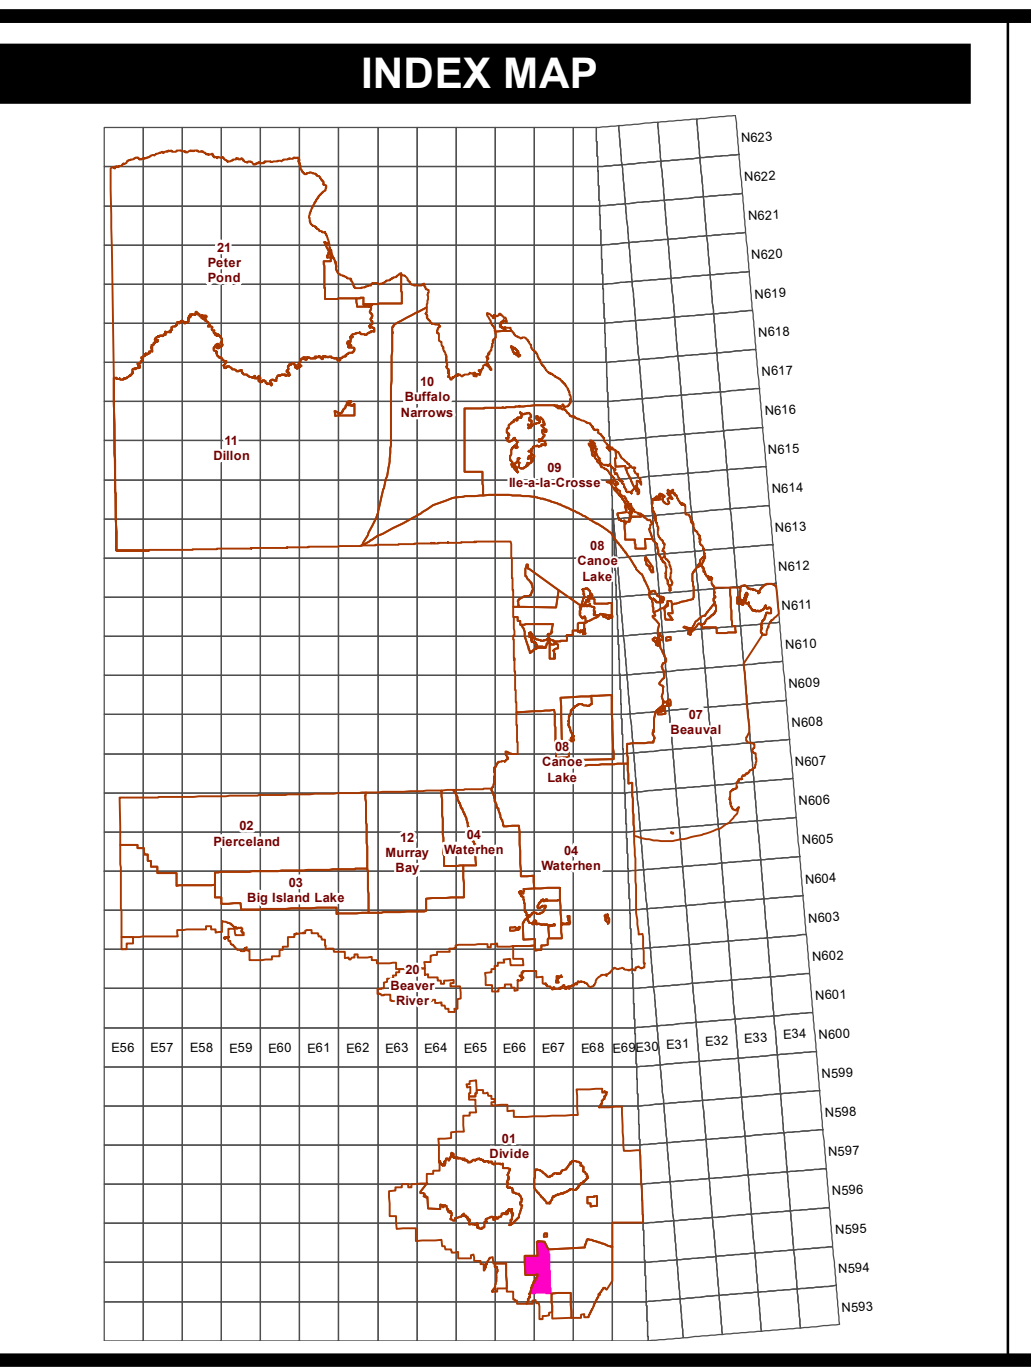 INDEX MAP
N623
N622
N621
N620
N619
N618
N617
N616
N615
N614
N613
N612
N611
N610
N609
N608
N607
N606
N605
N604
N603
N602
N601
N600
N599
N598
N597
N596
N595
N594
N593
21
Peter
Pond
10
Buffalo
Narrows
11
Dillon
09
Ile-a-la-Crosse
08
Canoe
Lake
07
Beauval
08
Canoe
Lake
02
Pierceland
12
Murray
Bay
04
Waterhen
04
Waterhen
03
Big Island Lake
20
Beaver
River
E56 E57 E58 E59 E60 E61 E62 E63 E64 E65 E66 E67 E68 E69 E30 E31 E32 E33 E34
01
Divide